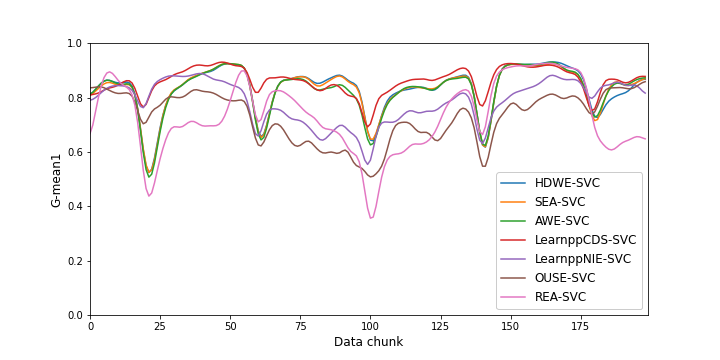 1.0
0.8
0.6
0.4
0.2
0.0
G-mean1
0
25
50
75
100
125
150
175
Data chunk
HDWE-SVC
SEA-SVC
AWE-SVC
LearnppCDS-SVC
LearnppNIE-SVC
OUSE-SVC
REA-SVC